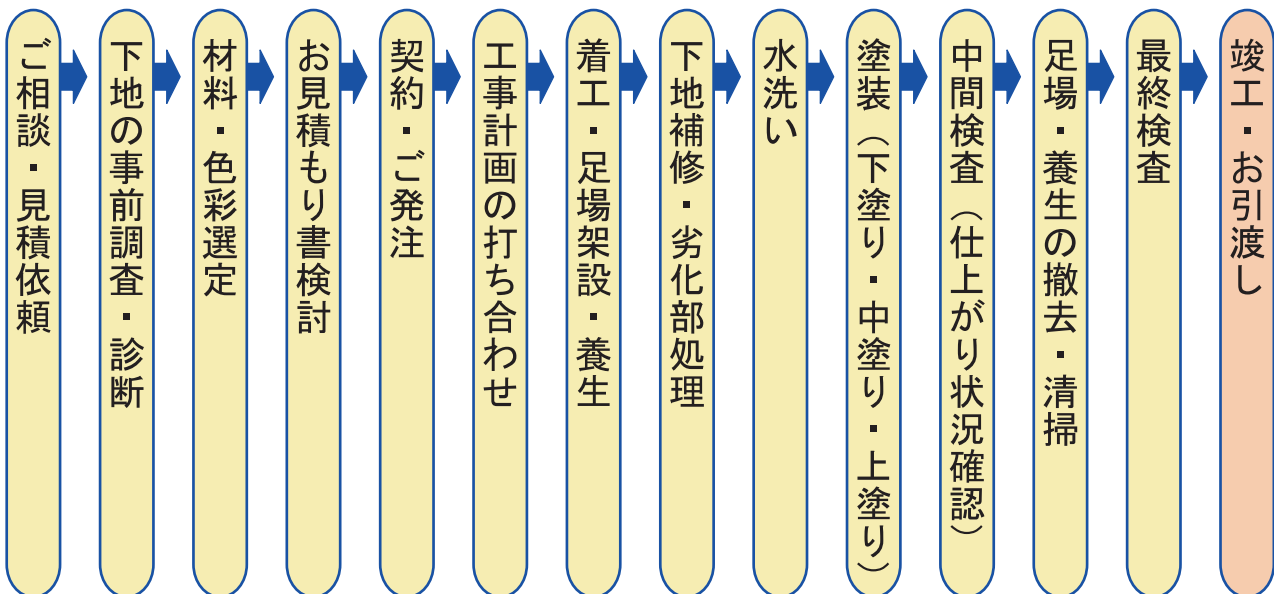 ご相談・見積依頼
下地の事前調査・診断
材料・色彩選定
お見積もり書検討
契約・ご発注
工事計画の打ち合わせ
着工・足場架設・養生
下地補修・劣化部処理
水洗い
塗装（下塗り・中塗り・上塗り）
中間検査（仕上がり状況確認）
足場・養生の撤去・清掃
最終検査
竣工・お引渡し